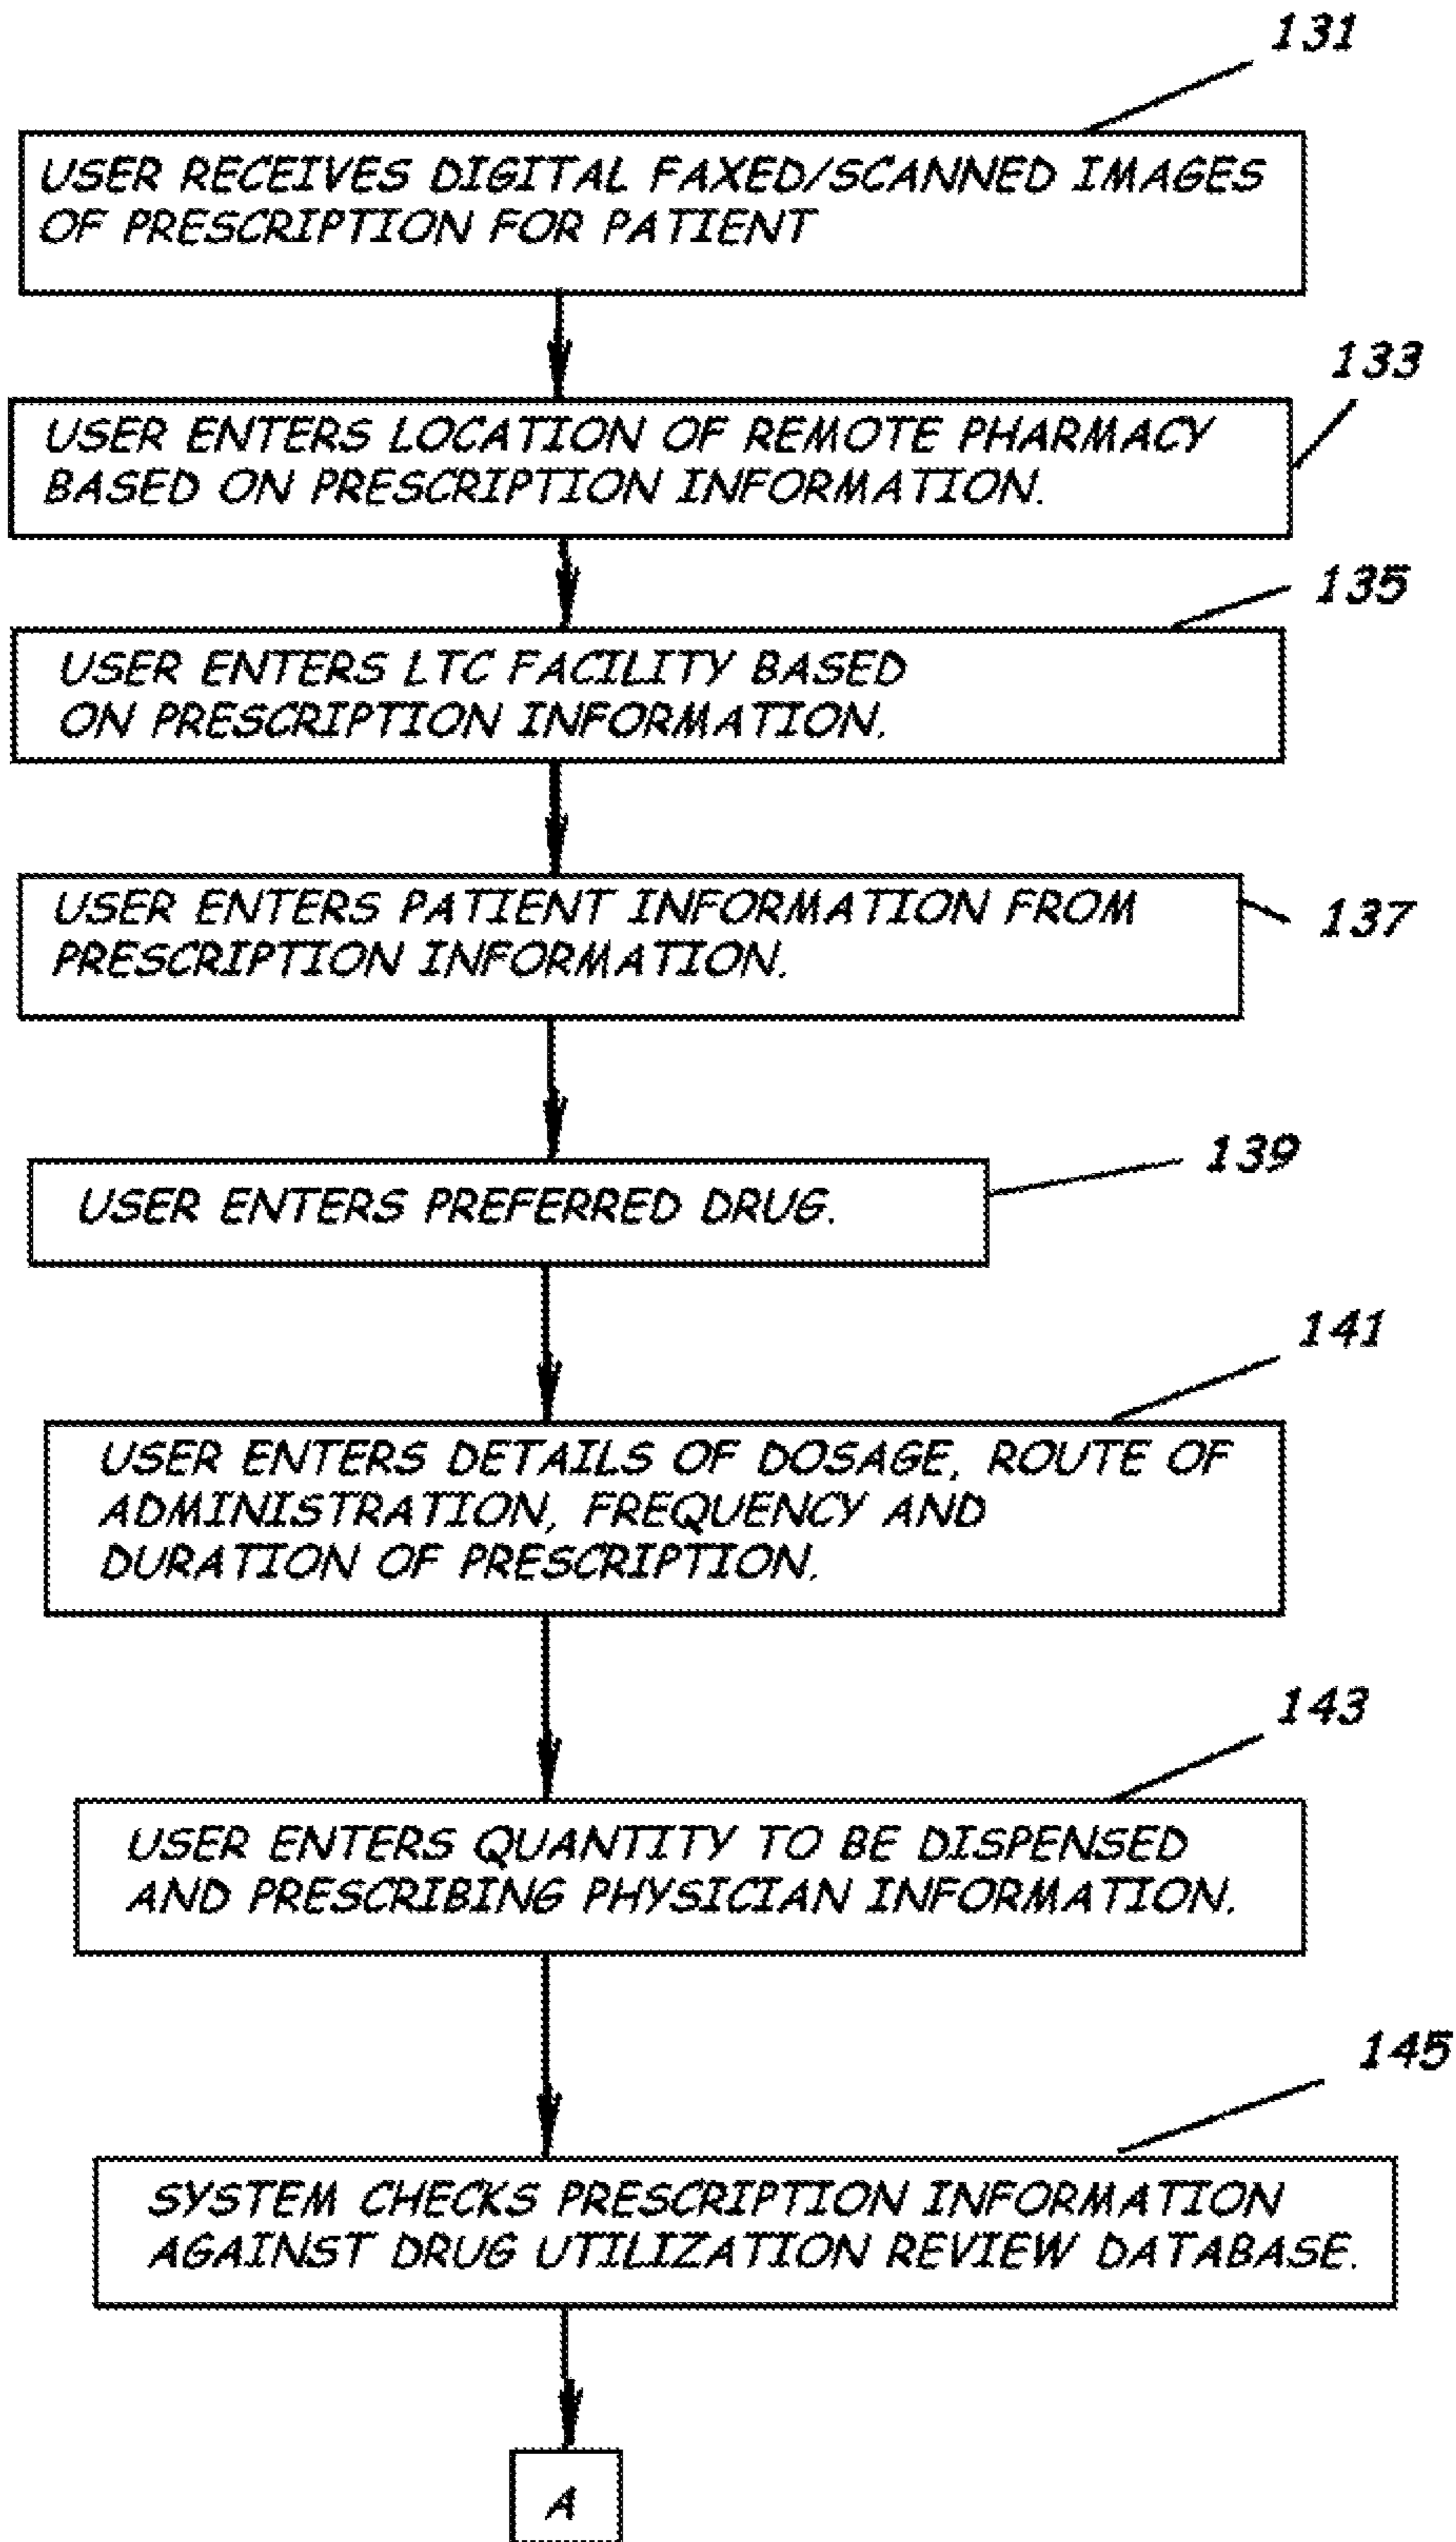 131
USER RECEIVES DIGITAL FAXED/SCANNED IMAGES
OF PRESCRIPTION FOR PATIENT
133
USER ENTERS LOCATION OF REMOTE PHARMACY
BASED ON PRESCRIPTION INFORMATION.
135
USER ENTERS LTC FACILITY BASED
ON PRESCRIPTION INFORMATION.
USER ENTERS PATIENT INFORMATION FROM
137
PRESCRIPTION INFORMATION.
139
USER ENTERS PREFERRED DRUG.
141
USER ENTERS DETAILS OF DOSAGE, ROUTE OF
ADMINISTRATION, FREQUENCY AND
DURATION OF PRESCRIPTION.
143
USER ENTERS QUANTITY TO BE DISPENSED
AND PRESCRIBING PHYSICIAN INFORMATION.
145
SYSTEM CHECKS PRESCRIPTION INFORMATION
AGAINST DRUG UTILIZATION REVIEW DATABASE.
A